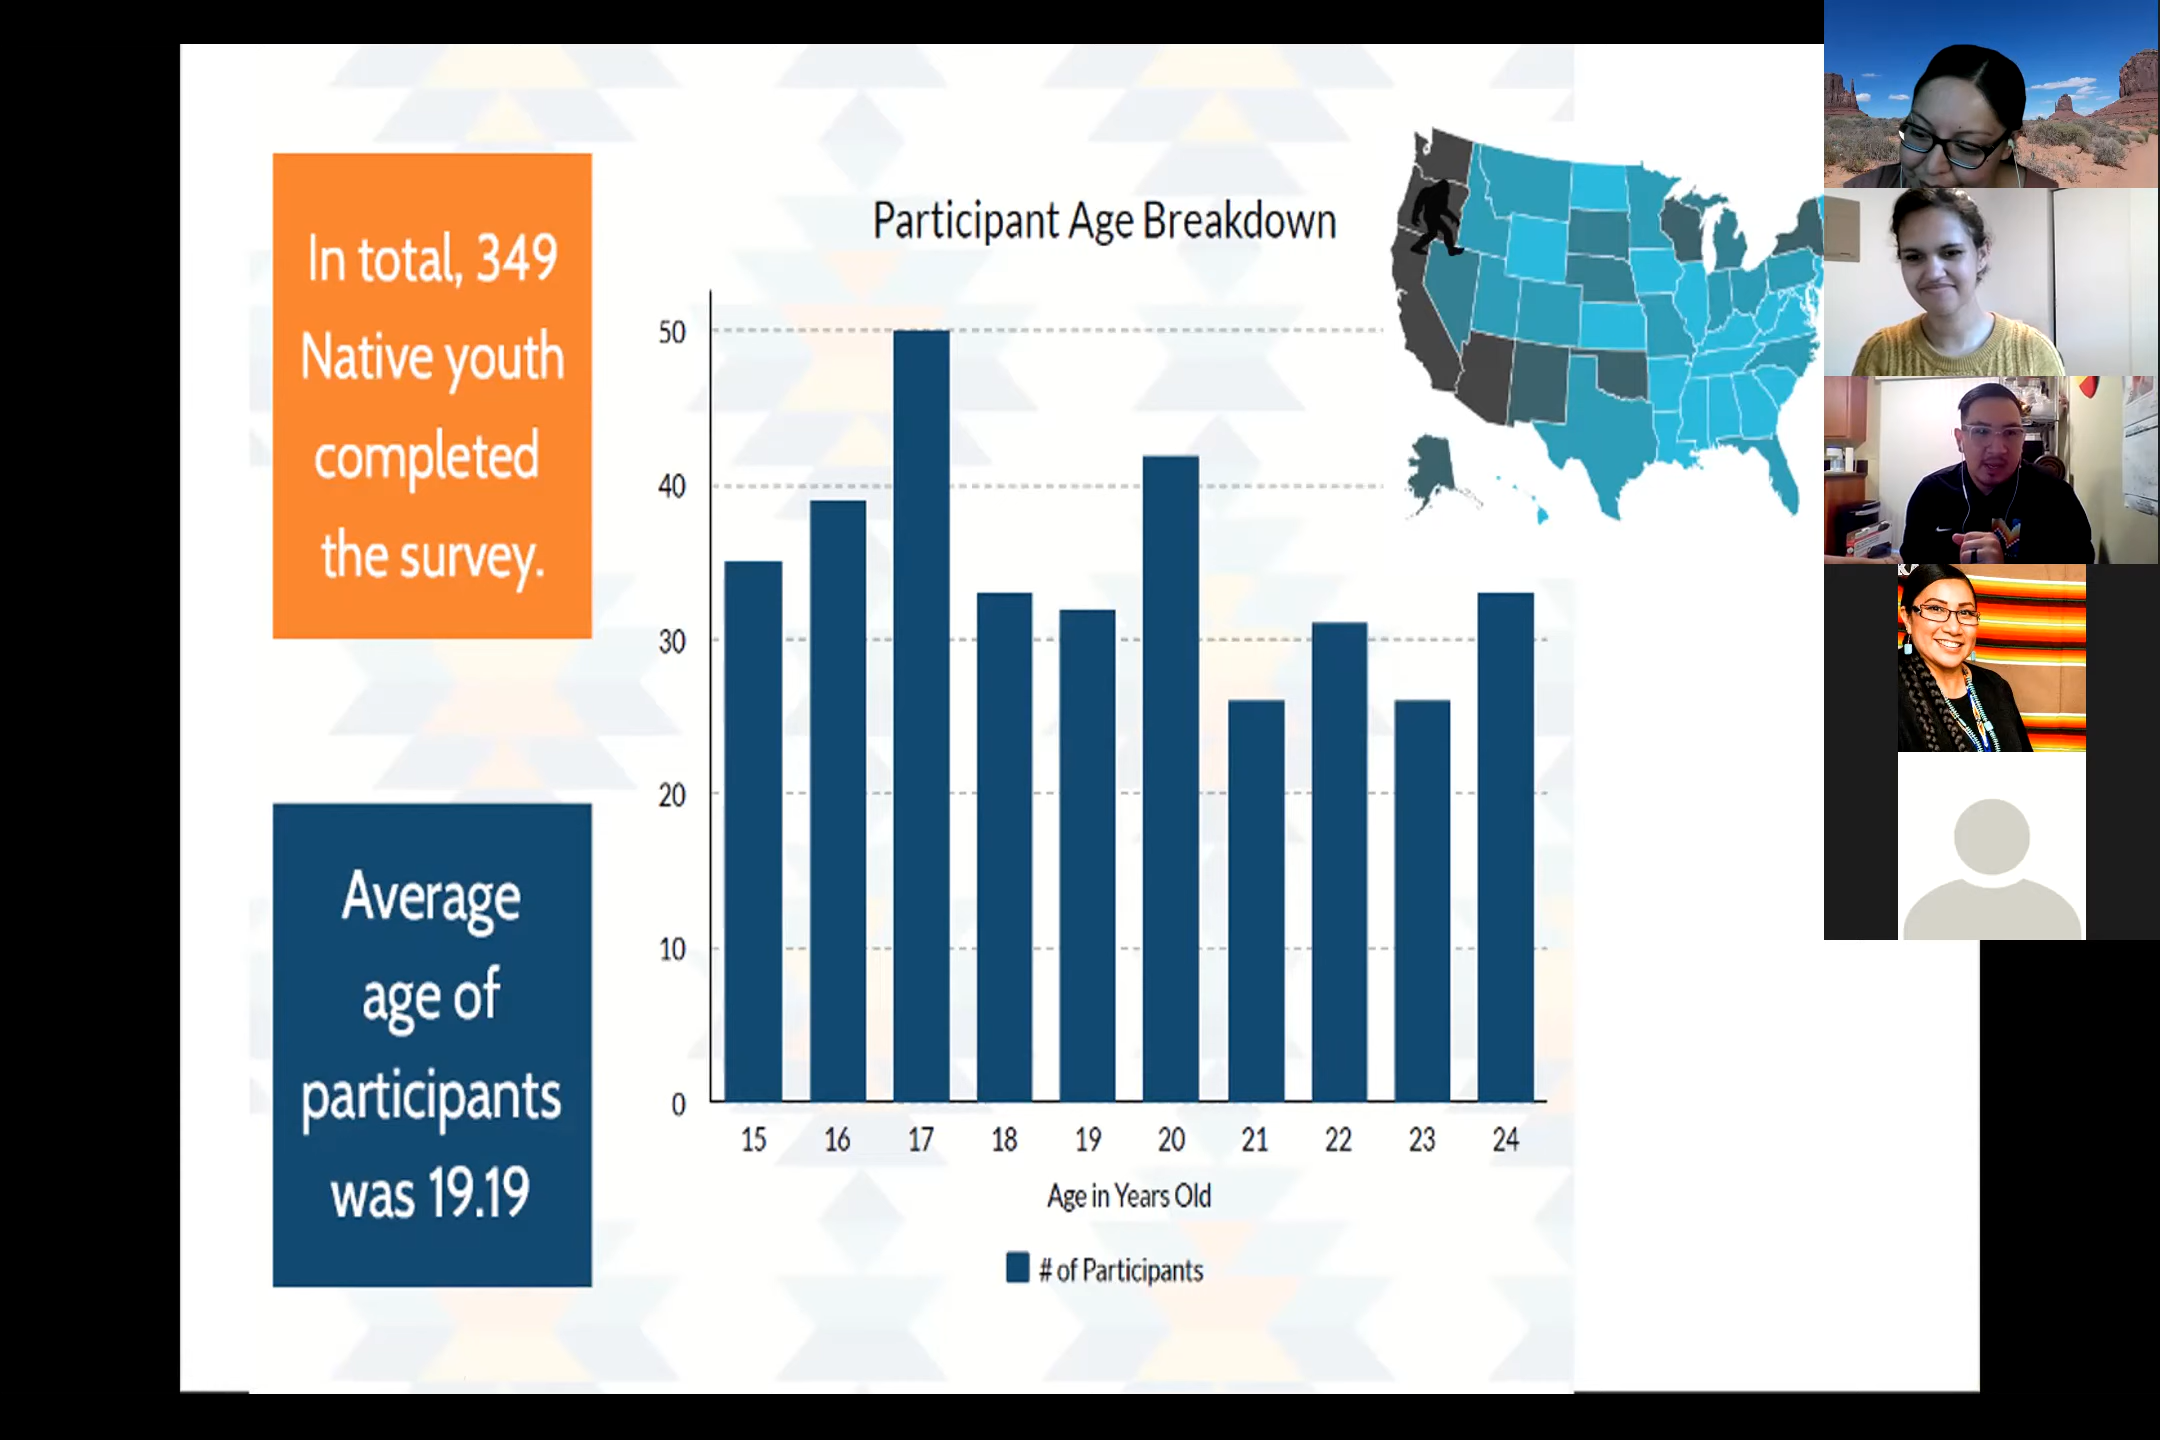 In total, 349
Native youth
completed
the survey.
Average
age of
participants
was 19.19
Participant Age Breakdown
50
40
30
20
10
0
15 16 17 18 19 20 21 22 23 24
Age in Years Old
# of Participants